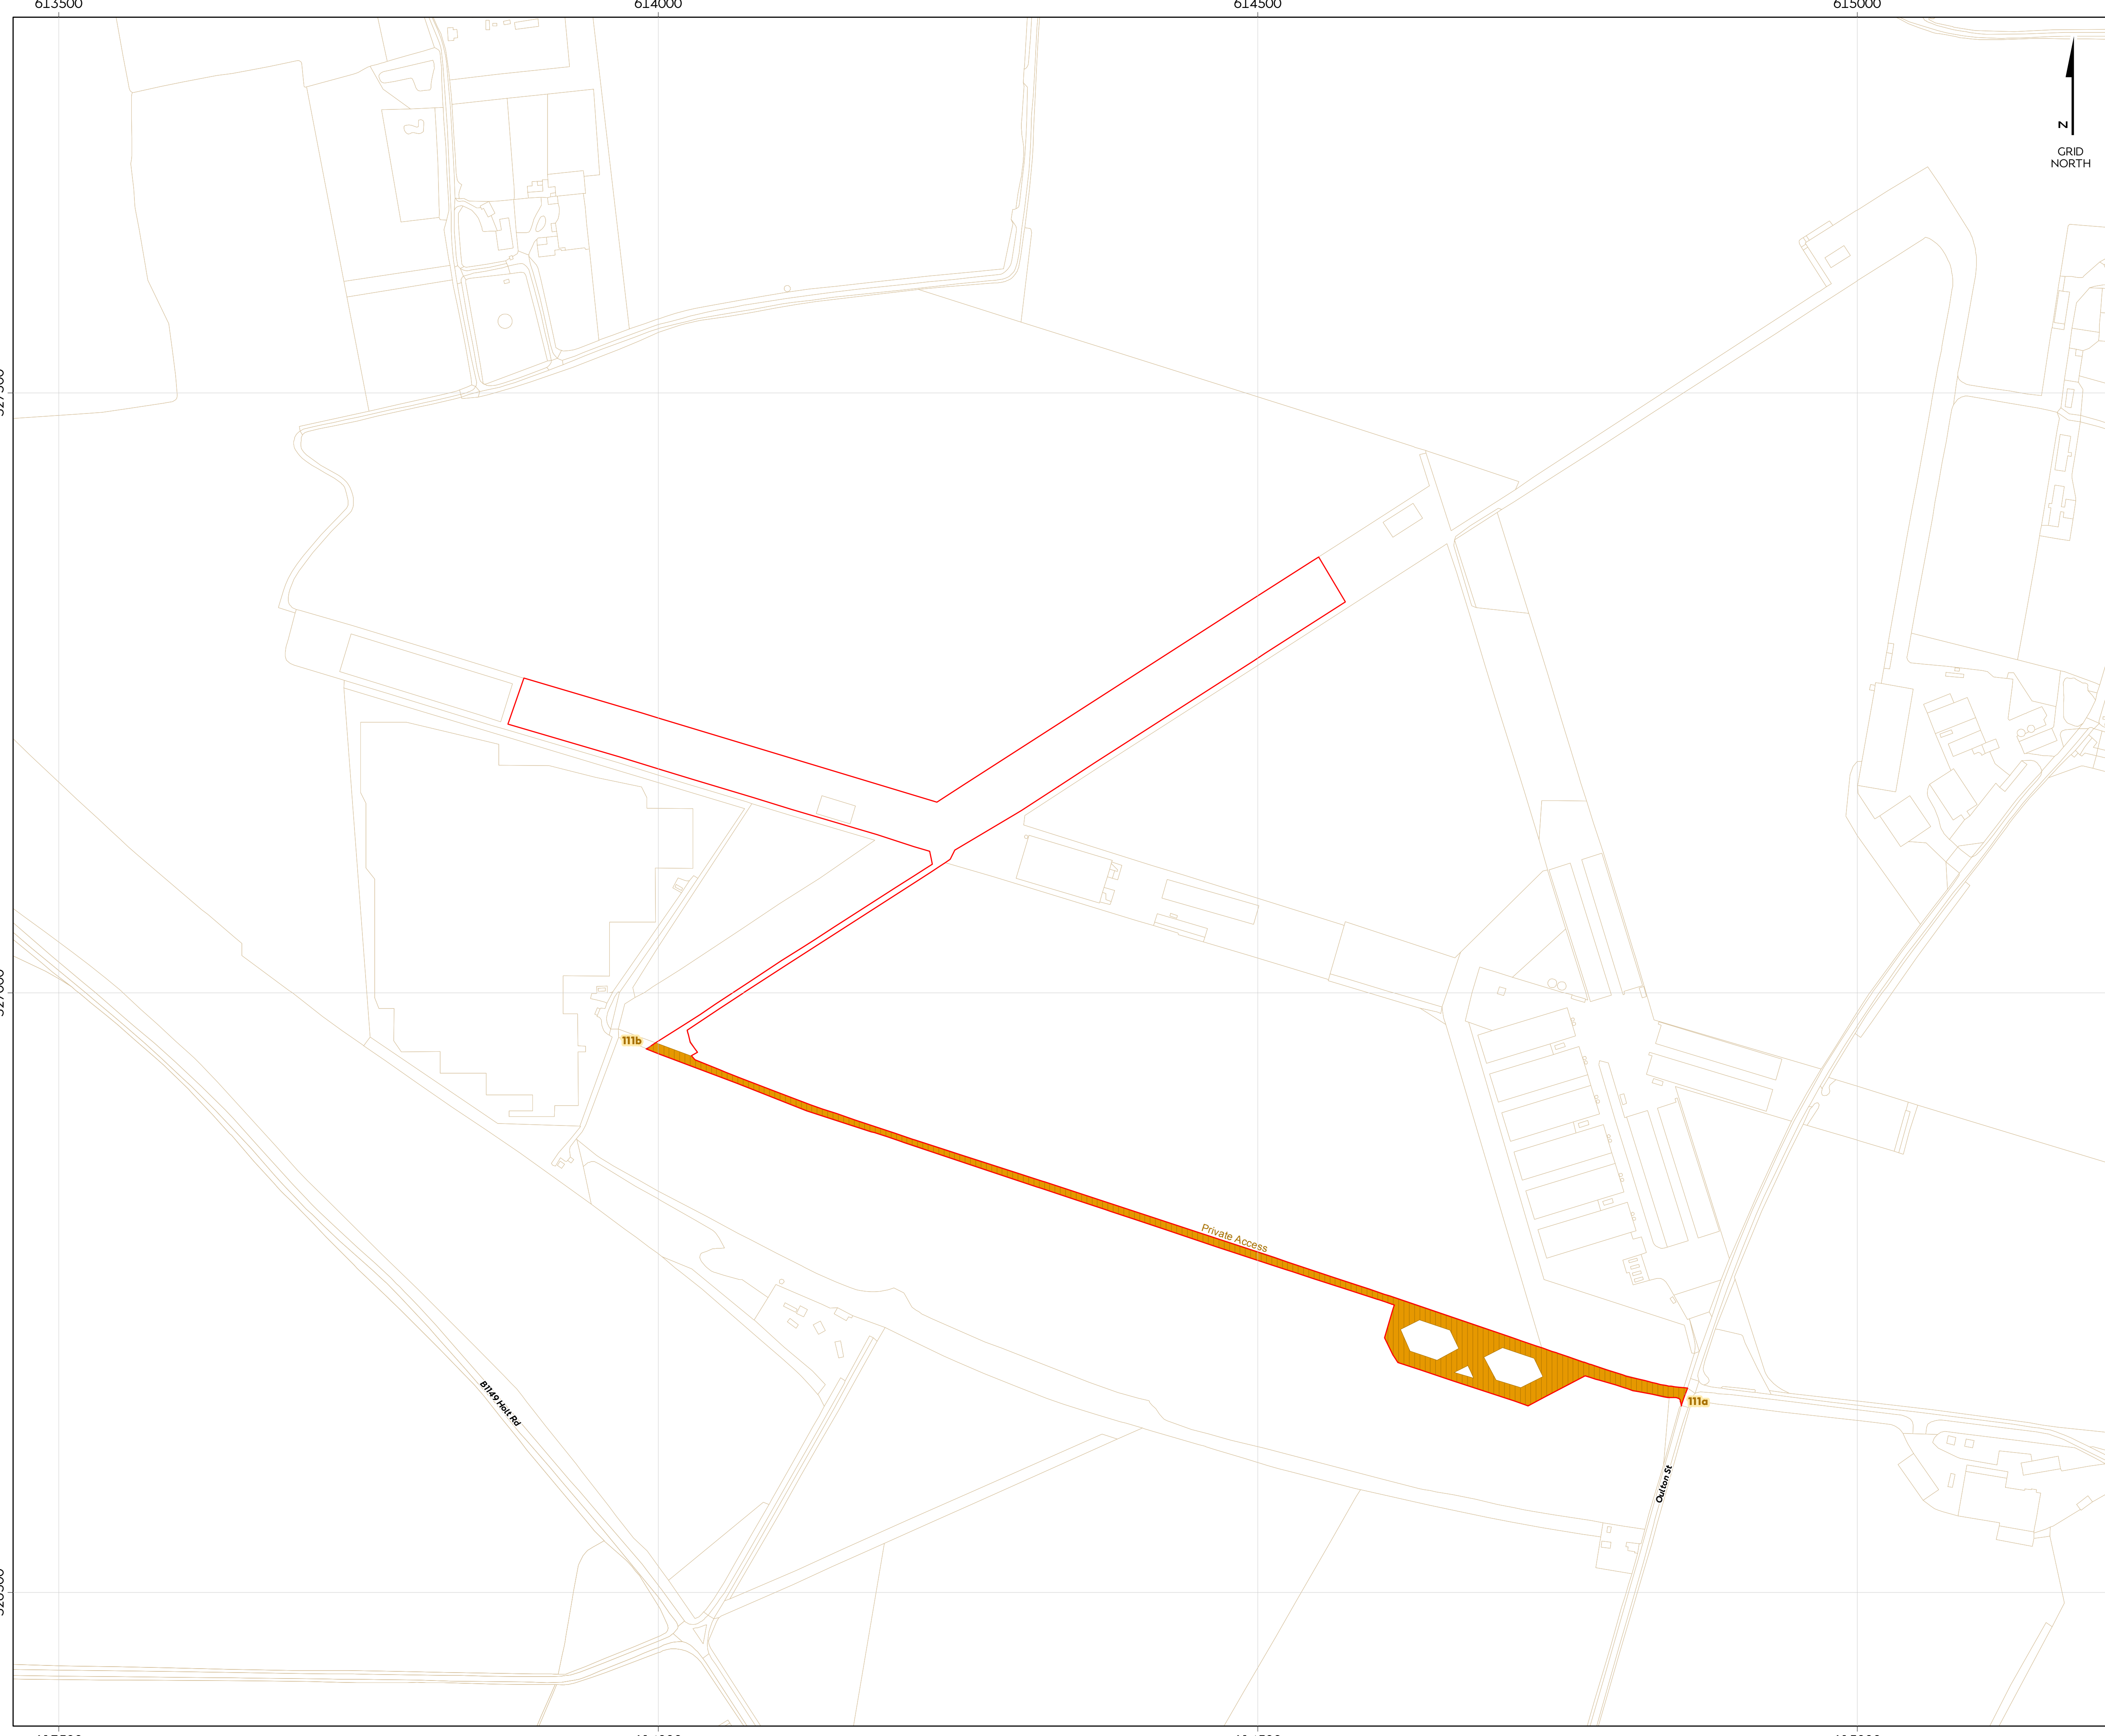 613500
614000
614500
615000
N
GRID
NORTH
111b
Private Access
111a
B1149 Holt Rd
Oulton St